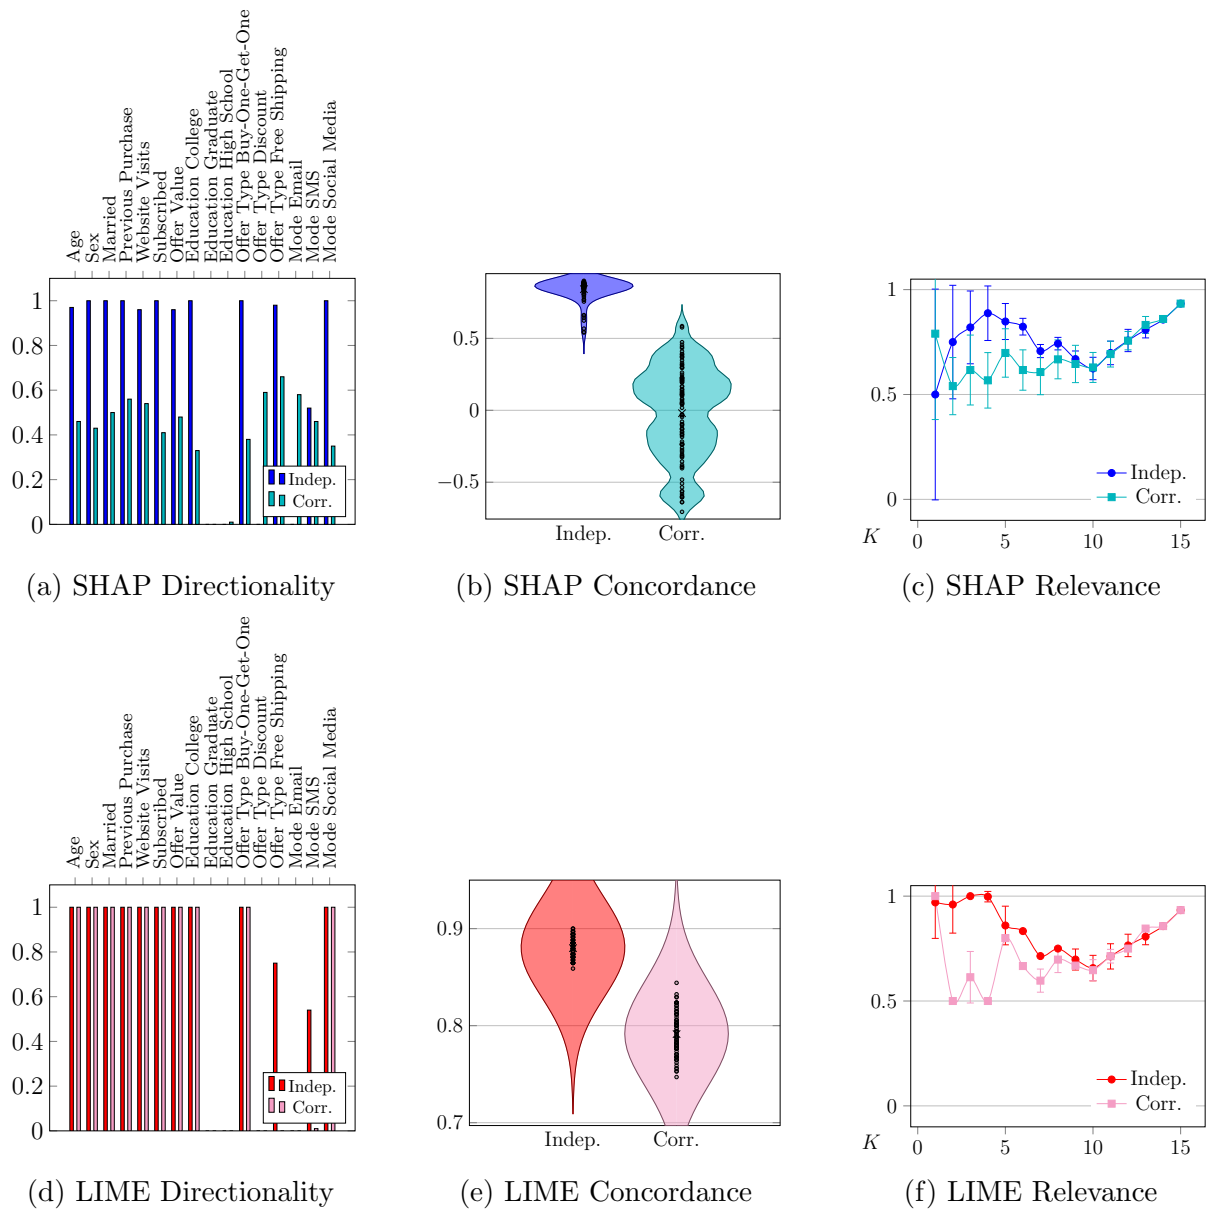 Age
Sex
Married
Previous Purchase
Website Visits
Subscribed
Offer Value
Education College
Education Graduate
Education High School
Offer Type Buy-One-Get-One
Offer Type Discount
Offer Type Free Shipping
Mode Email
Mode SMS
Mode Social Media
1
0.8
0.6
0.4
0.2
0
Indep.
Corr.
(a) SHAP Directionality
0.5
0
−0.5
Indep. Corr.
(b) SHAP Concordance
1
0.5
0
Indep.
Corr.
K 0 5 10 15
(c) SHAP Relevance
Age
Sex
Married
Previous Purchase
Website Visits
Subscribed
Offer Value
Education College
Education Graduate
Education High School
Offer Type Buy-One-Get-One
Offer Type Discount
Offer Type Free Shipping
Mode Email
Mode SMS
Mode Social Media
1
0.8
0.6
0.4
0.2
0
Indep.
Corr.
(d) LIME Directionality
0.9
0.8
0.7
Indep. Corr.
(e) LIME Concordance
1
0.5
0
Indep.
Corr.
K 0 5 10 15
(f) LIME Relevance